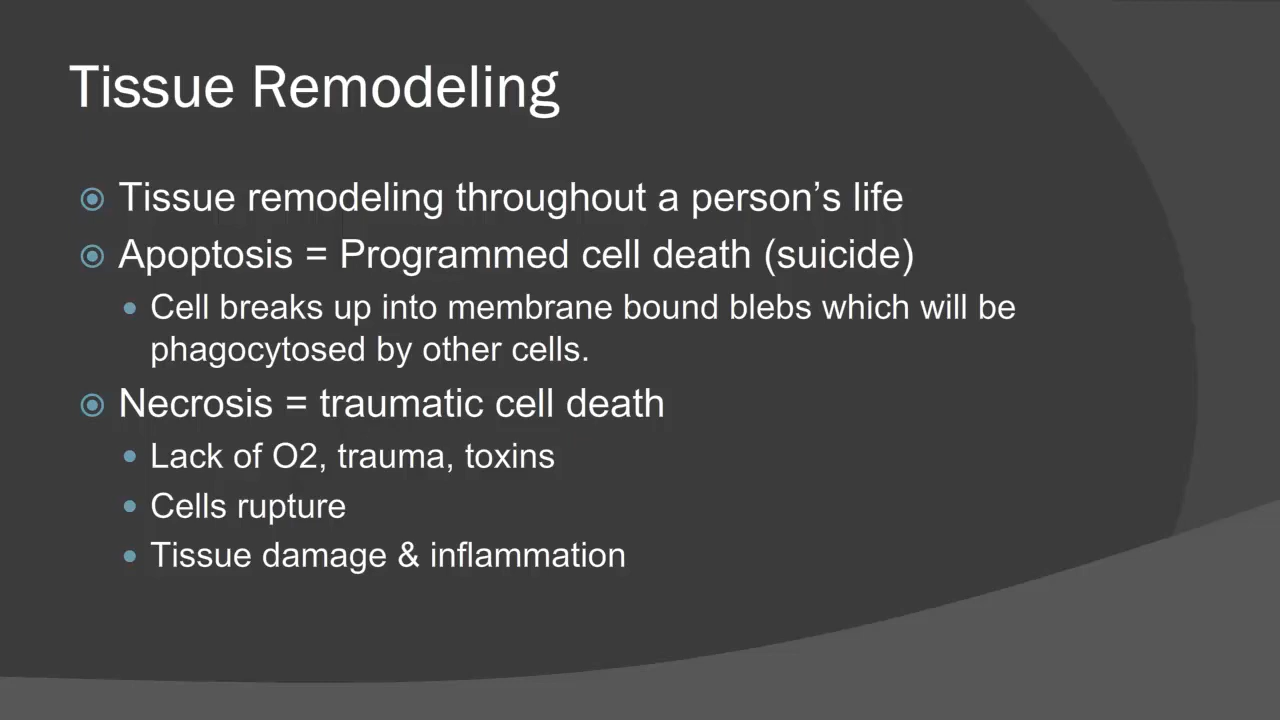 Tissue Remodeling
Tissue remodeling throughout a person’s life
Apoptosis = Programmed cell death (suicide)
Cell breaks up into membrane bound blebs which will be
phagocytosed by other cells.
Necrosis = traumatic cell death
Lack of O2, trauma, toxins
Cells rupture
Tissue damage & inflammation